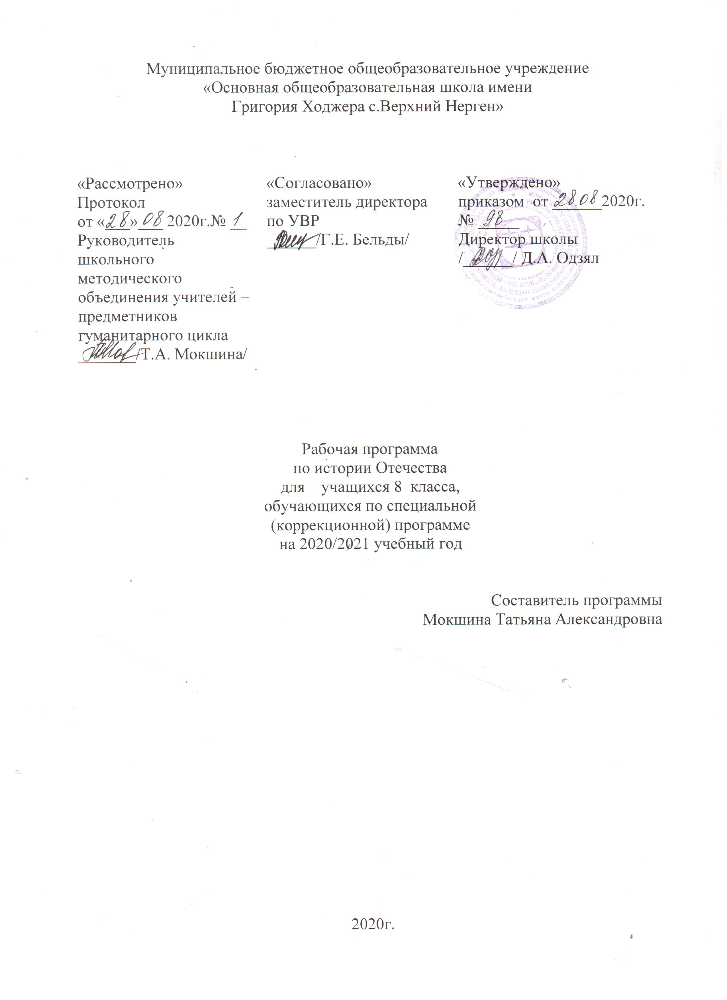 Муниципальное бюджетное общеобразовательное учреждение
«Основная общеобразовательная школа имени
Григория Ходжера с.Верхний Нерген»
«Рассмотрено»
Протокол
от «28» 08 2020г.№ 1
Руководитель
школьного
методического
объединения учителей –
предметников
гуманитарного цикла
/Т.А. Мокшина/
«Согласовано»
заместитель директора
по УВР
/Г.Е. Бельды/
«Утверждено»
приказом от 28.08 2020г.
№ 98
Директор школы
/ / Д.А. Одзял
Рабочая программа
по истории Отечества
для учащихся 8 класса,
обучающихся по специальной
(коррекционной) программе
на 2020/2021 учебный год
Составитель программы
Мокшина Татьяна Александровна
2020г.